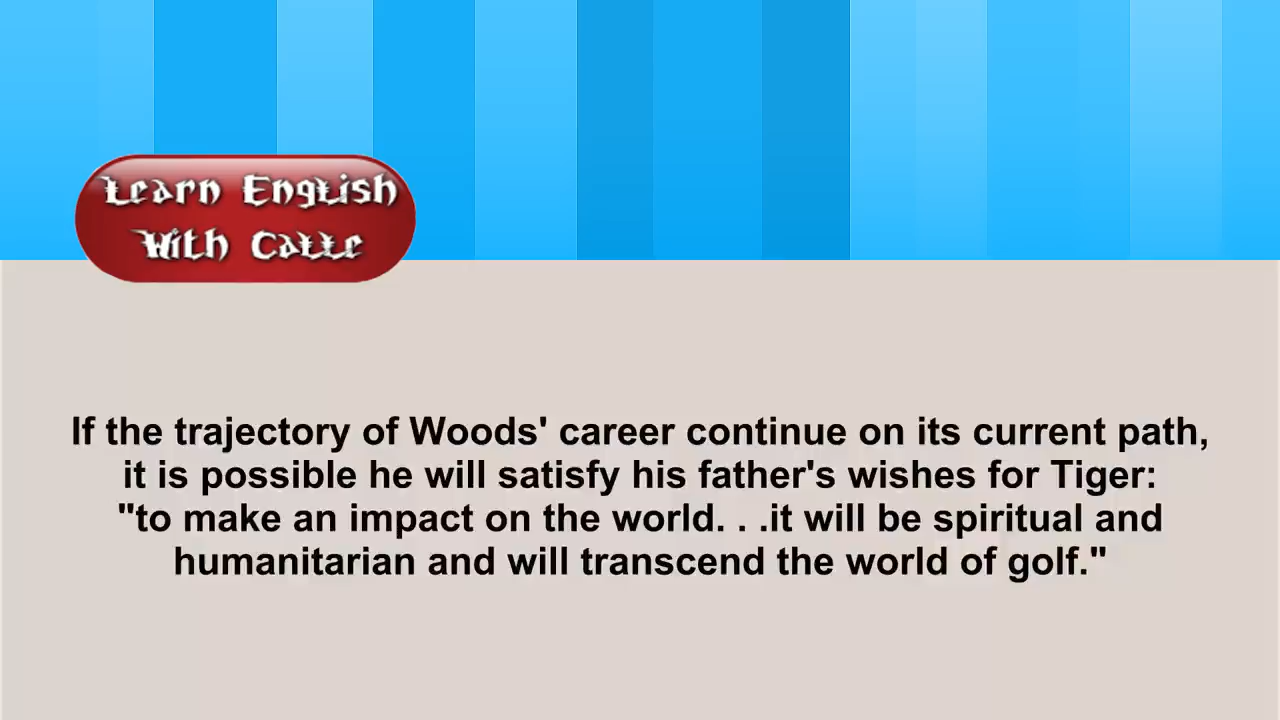 Learn English
With Calle
If the trajectory of Woods' career continue on its current path,
it is possible he will satisfy his father's wishes for Tiger:
"to make an impact on the world. . .it will be spiritual and
humanitarian and will transcend the world of golf."